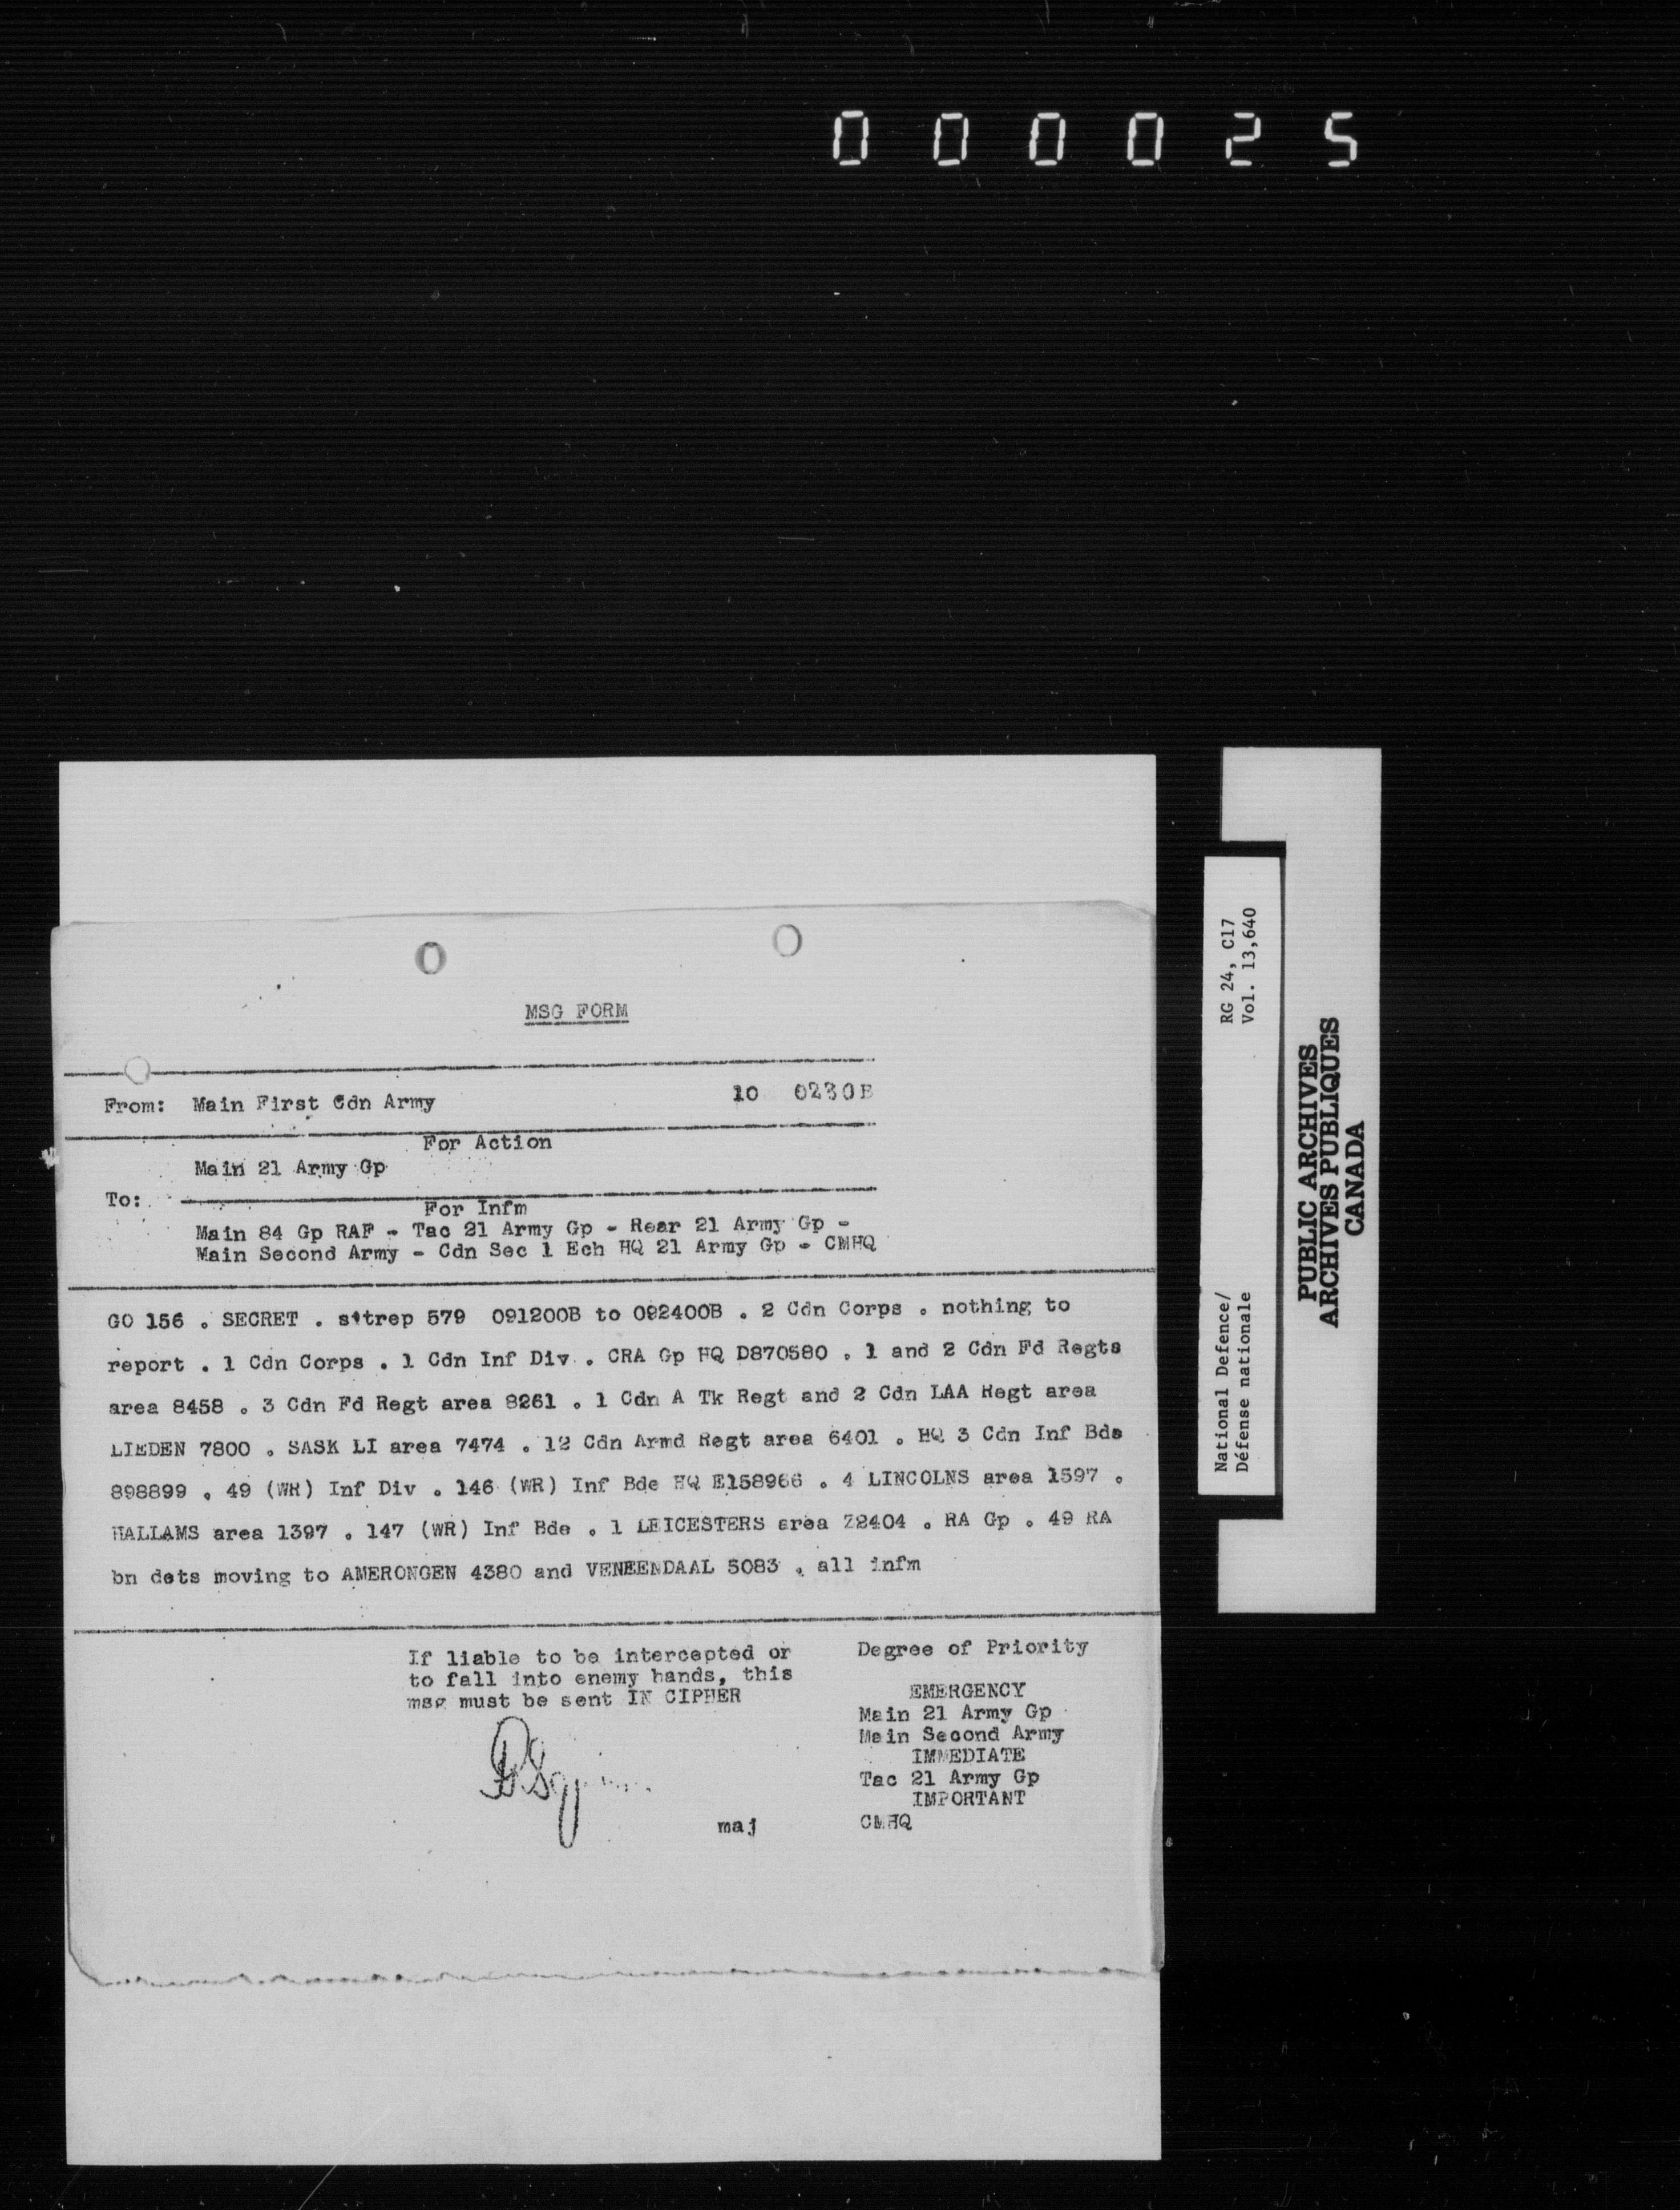 000025
MSG FORM
From: Main First Cdn Army 10 0230B
For Action
Main 21 Army Gp
To:
For Infm
Main 84 Gp RAF - Tac 21 Army Gp - Rear 21 Army Gp -
Main Second Army - Cdn Sec 1 Ech HQ 21 Army Gp - CMHQ
GO 156 . SECRET . sitrep 579 091200B to 092400B . 2 Cdn Corps . nothing to
report . 1 Cdn Corps . 1 Cdn Inf Div . CRA Gp HQ D870580 . 1 and 2 Cdn Fd Regts
area 8458 . 3 Cdn Fd Regt area 8261 . 1 Cdn A Tk Regt and 2 Cdn LAA Regt area
LIEDEN 7800 . SASK LI area 7474 . 12 Cdn Armd Regt area 6401 . HQ 3 Cdn Inf Bde
898899 . 49 (WR) Inf Div . 146 (WR) Inf Bde HQ E158966 . 4 LINCOLNS area 1597 .
HALLAMS area 1397 . 147 (WR) Inf Bde . 1 LEICESTERS area Z2404 . RA Gp . 49 RA
bn dets moving to AMERONGEN 4380 and VENEENDAAL 5083 . all infm
If liable to be intercepted or
to fall into enemy hands, this
msg must be sent IN CIPHER
maj
Degree of Priority
EMERGENCY
Main 21 Army Gp
Main Second Army
IMMEDIATE
Tac 21 Army Gp
IMPORTANT
CMHQ
National Defence/ RG 24, C17
Défense nationale Vol. 13,640
PUBLIC ARCHIVES
ARCHIVES PUBLIQUES
CANADA